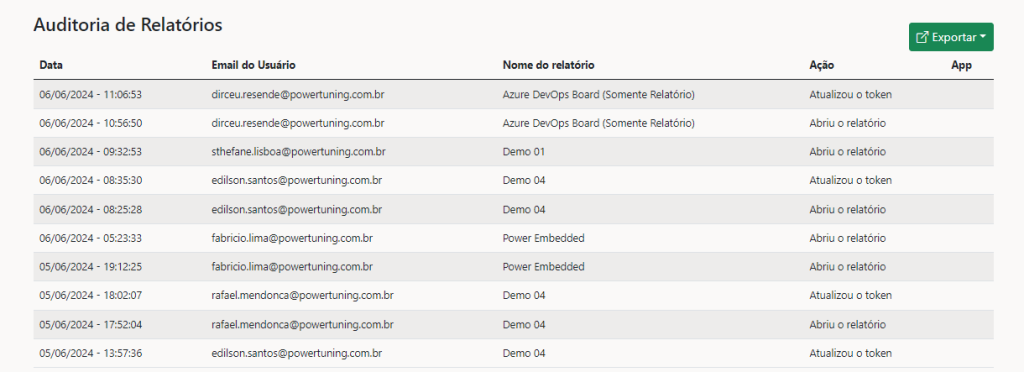 Auditoria de Relatórios
Exportar
Data Email do Usuário Nome do relatório Ação App
06/06/2024 - 11:06:53 dirceu.resende@powertuning.com.br Azure DevOps Board (Somente Relatório) Atualizou o token
06/06/2024 - 10:56:50 dirceu.resende@powertuning.com.br Azure DevOps Board (Somente Relatório) Abriu o relatório
06/06/2024 - 09:32:53 sthefane.lisboa@powertuning.com.br Demo 01 Abriu o relatório
06/06/2024 - 08:35:30 edilson.santos@powertuning.com.br Demo 04 Atualizou o token
06/06/2024 - 08:25:28 edilson.santos@powertuning.com.br Demo 04 Abriu o relatório
06/06/2024 - 05:23:33 fabricio.lima@powertuning.com.br Power Embedded Abriu o relatório
05/06/2024 - 19:12:25 fabricio.lima@powertuning.com.br Power Embedded Abriu o relatório
05/06/2024 - 18:02:07 rafael.mendonca@powertuning.com.br Demo 04 Atualizou o token
05/06/2024 - 17:52:04 rafael.mendonca@powertuning.com.br Demo 04 Abriu o relatório
05/06/2024 - 13:57:36 edilson.santos@powertuning.com.br Demo 04 Atualizou o token